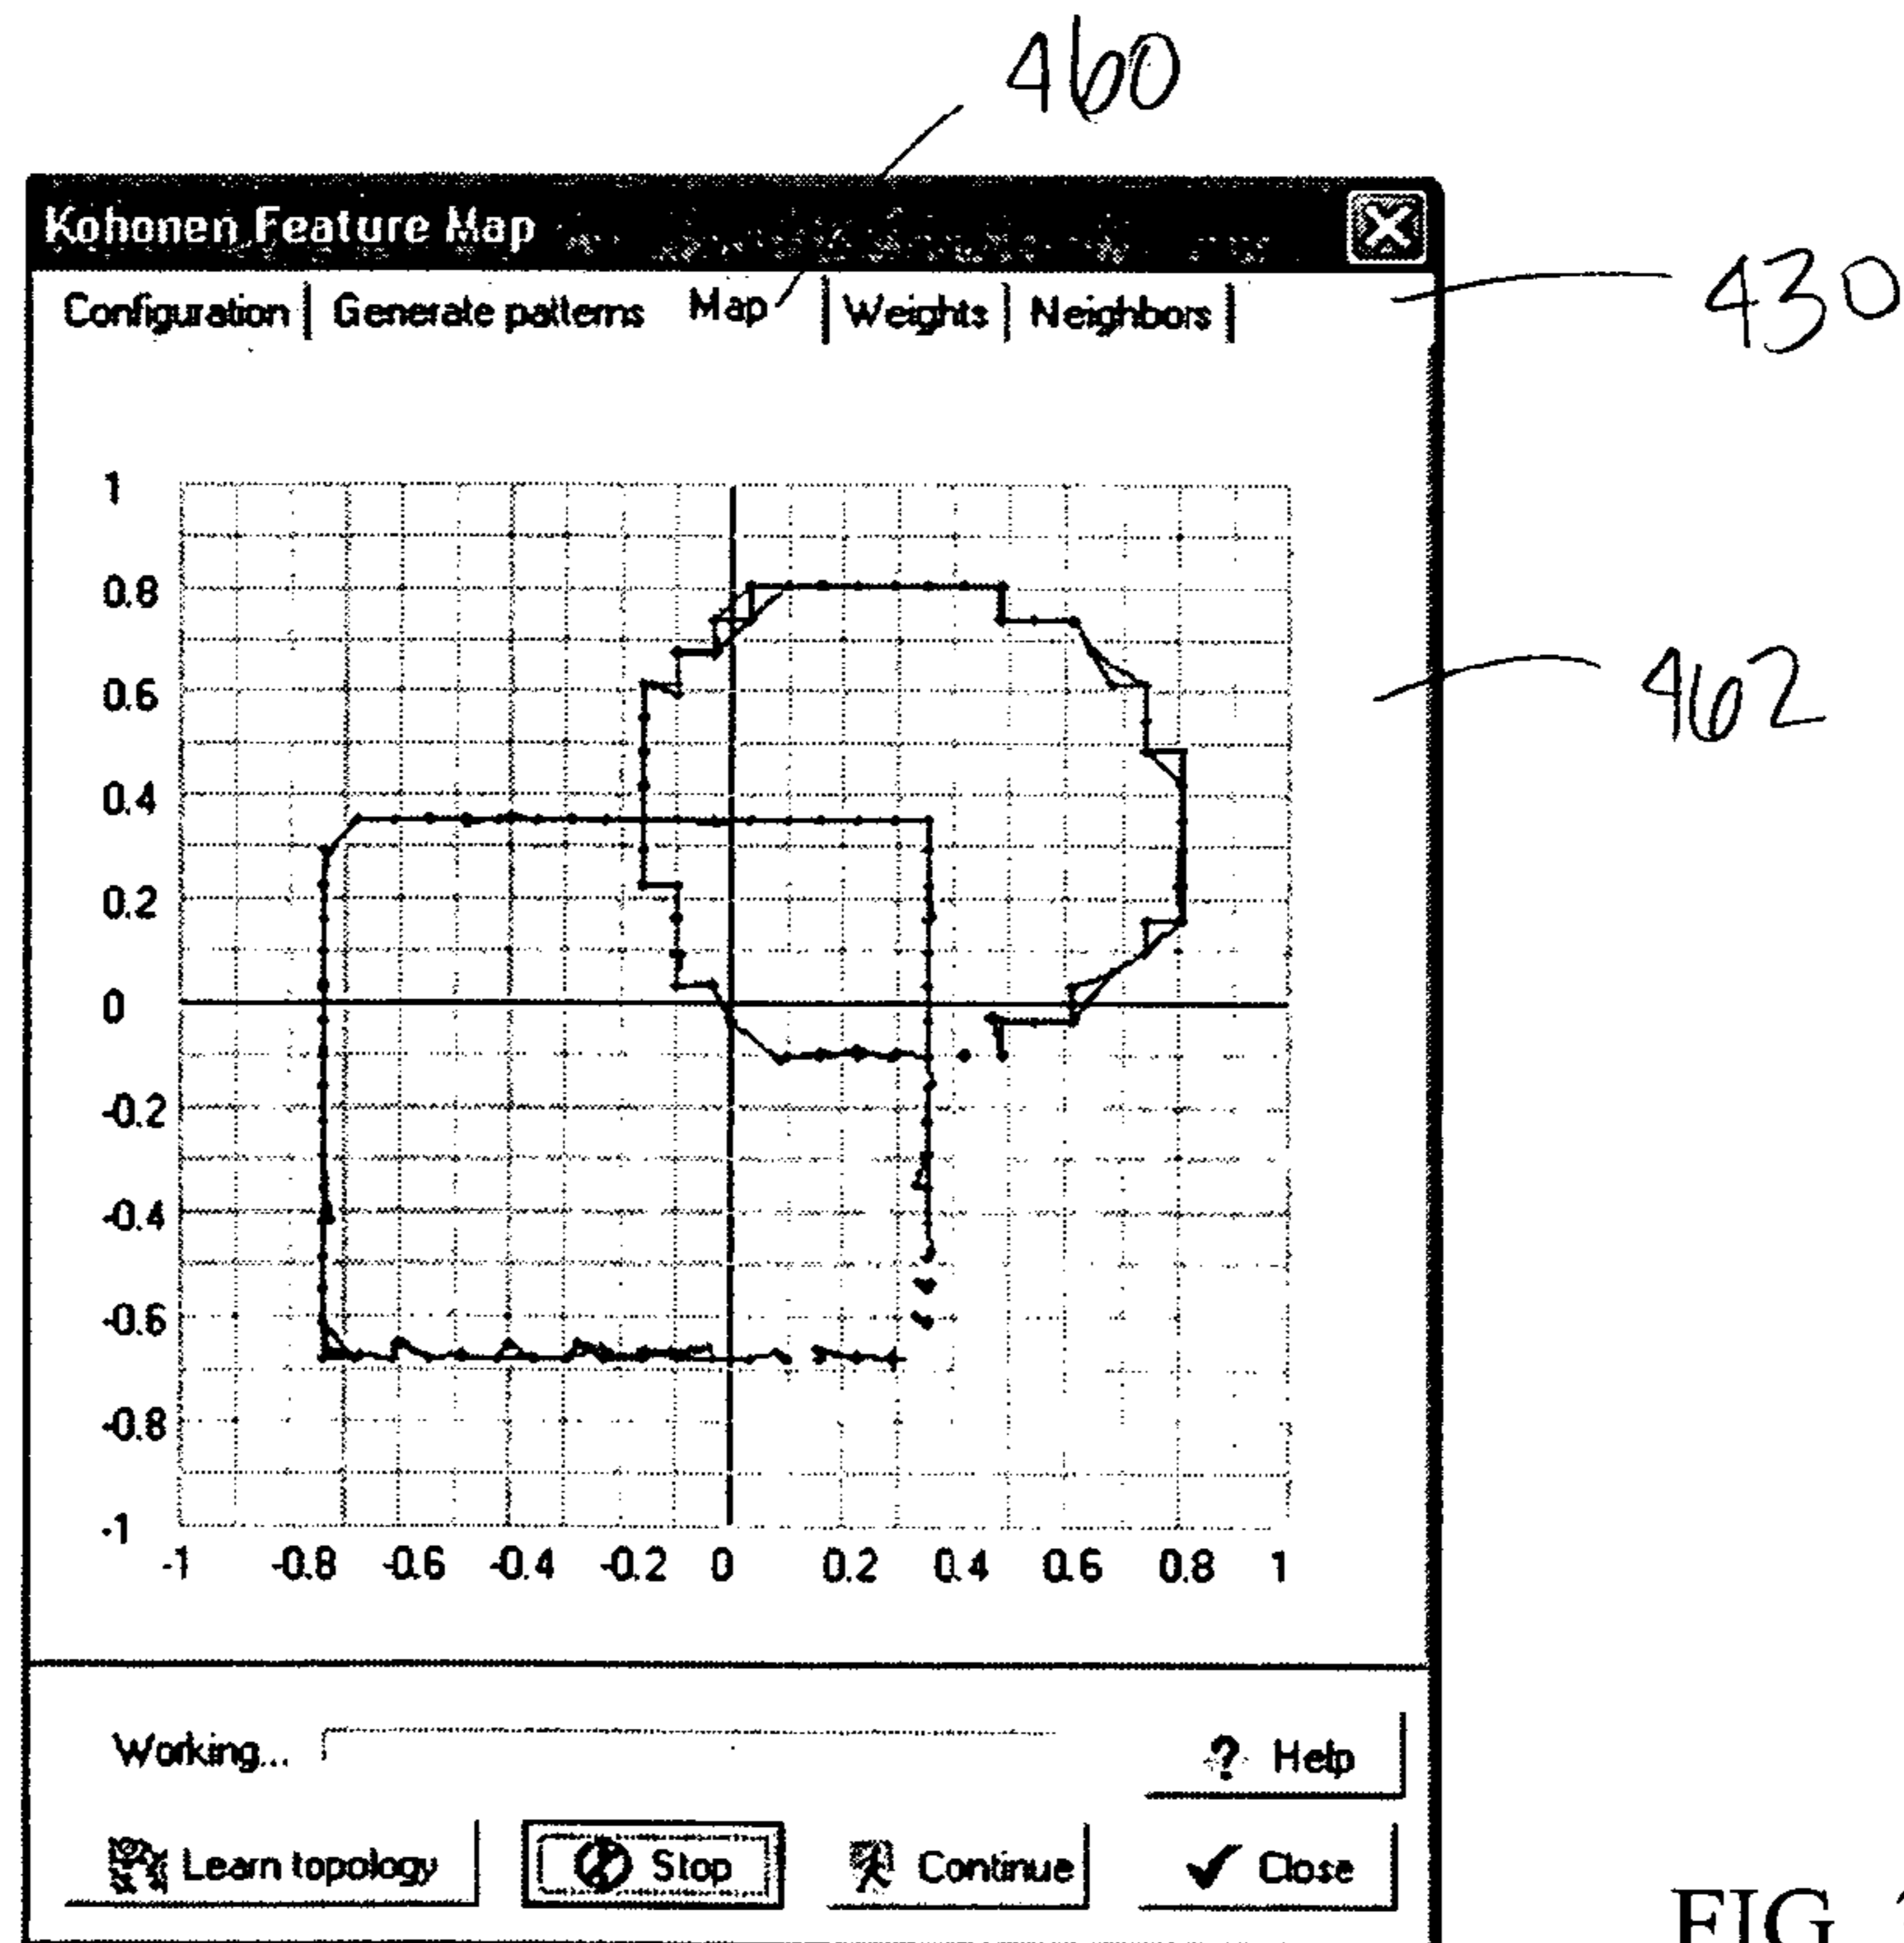 460
Kohonen Feature Map
430
Configuration Generate patterns Map Weights Neighbors
1
0.8
0.6
462
0.4
0.2
0
-0.2
-0.4
-0.6
-0.8
-1
-1 -0.8 -0.6 -0.4 -0.2 0 0.2 0.4 0.6 0.8 1
Working...
? Help
Learn topology Stop Continue Close
FIG